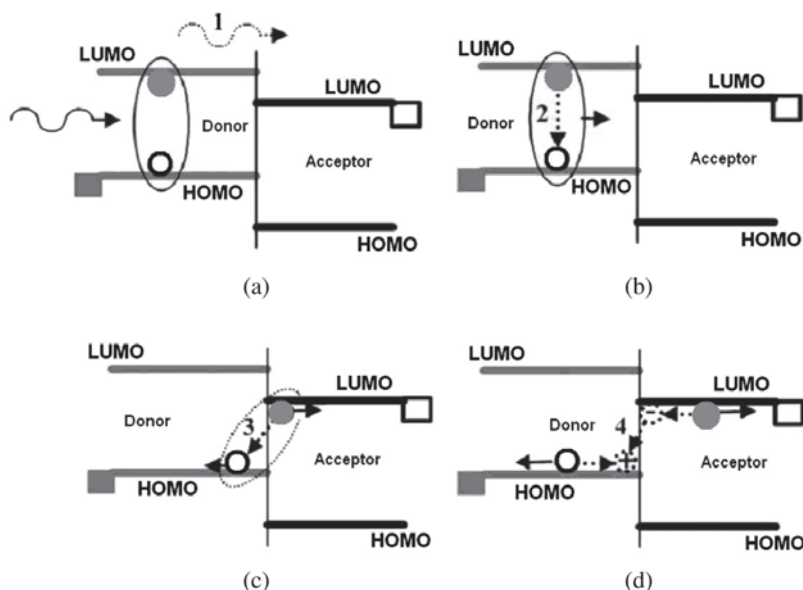 1
LUMO
LUMO
Donor
Acceptor
HOMO
HOMO
(a)
LUMO
LUMO
2
Donor
Acceptor
HOMO
HOMO
(b)
LUMO
LUMO
Donor
3
Acceptor
HOMO
HOMO
(c)
LUMO
LUMO
Donor
4
−
+
Acceptor
HOMO
HOMO
(d)